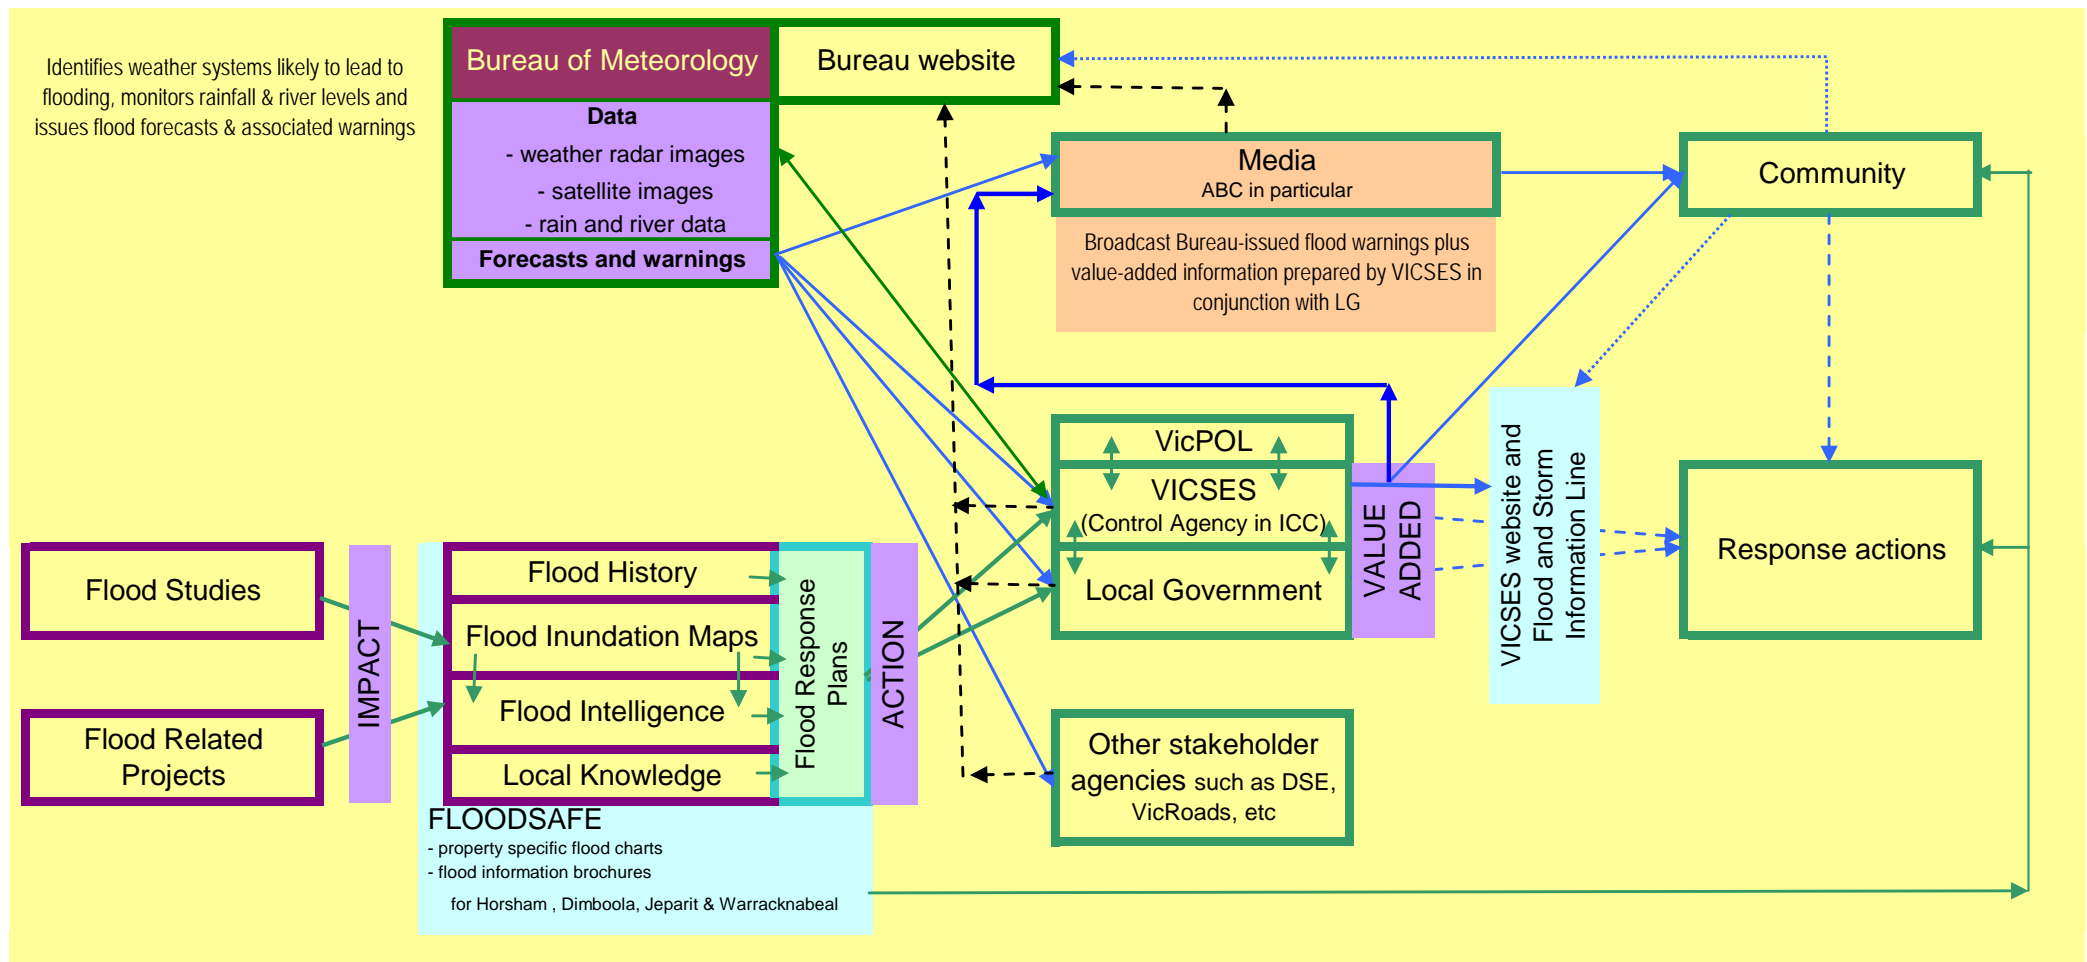 Identifies weather systems likely to lead to
flooding, monitors rainfall & river levels and
issues flood forecasts & associated warnings
Bureau of Meteorology
Bureau website
Data
- weather radar images
- satellite images
- rain and river data
Forecasts and warnings
Media
ABC in particular
Broadcast Bureau-issued flood warnings plus
value-added information prepared by VICSES in
conjunction with LG
Community
VicPOL
VICSES
(Control Agency in ICC)
Local Government
VALUE
ADDED
VICSES website and
Flood and Storm
Information Line
Response actions
Flood Studies
Flood Related
Projects
IMPACT
Flood History
Flood Inundation Maps
Flood Intelligence
Local Knowledge
Flood Response
Plans
ACTION
Other stakeholder
agencies such as DSE,
VicRoads, etc
FLOODSAFE
- property specific flood charts
- flood information brochures
for Horsham , Dimboola, Jeparit & Warracknabeal